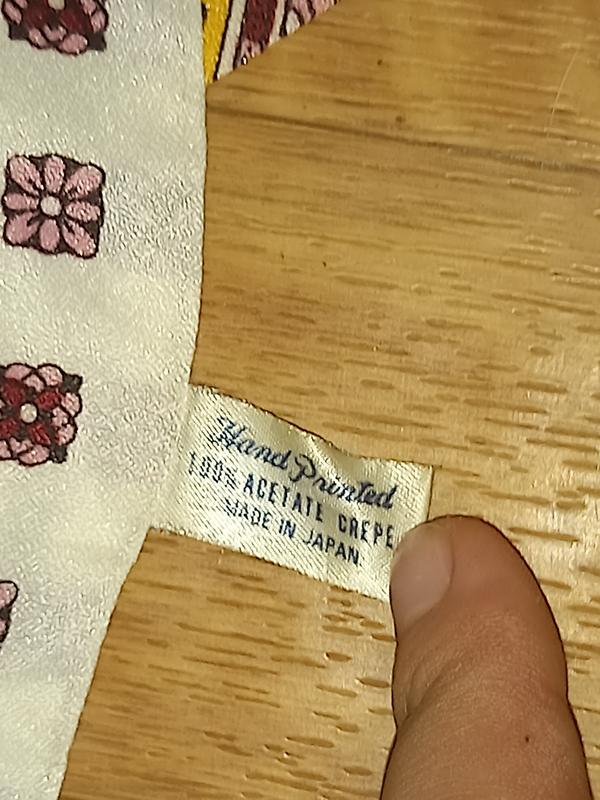 Hand Printed
100% ACETATE CREPE
MADE IN JAPAN